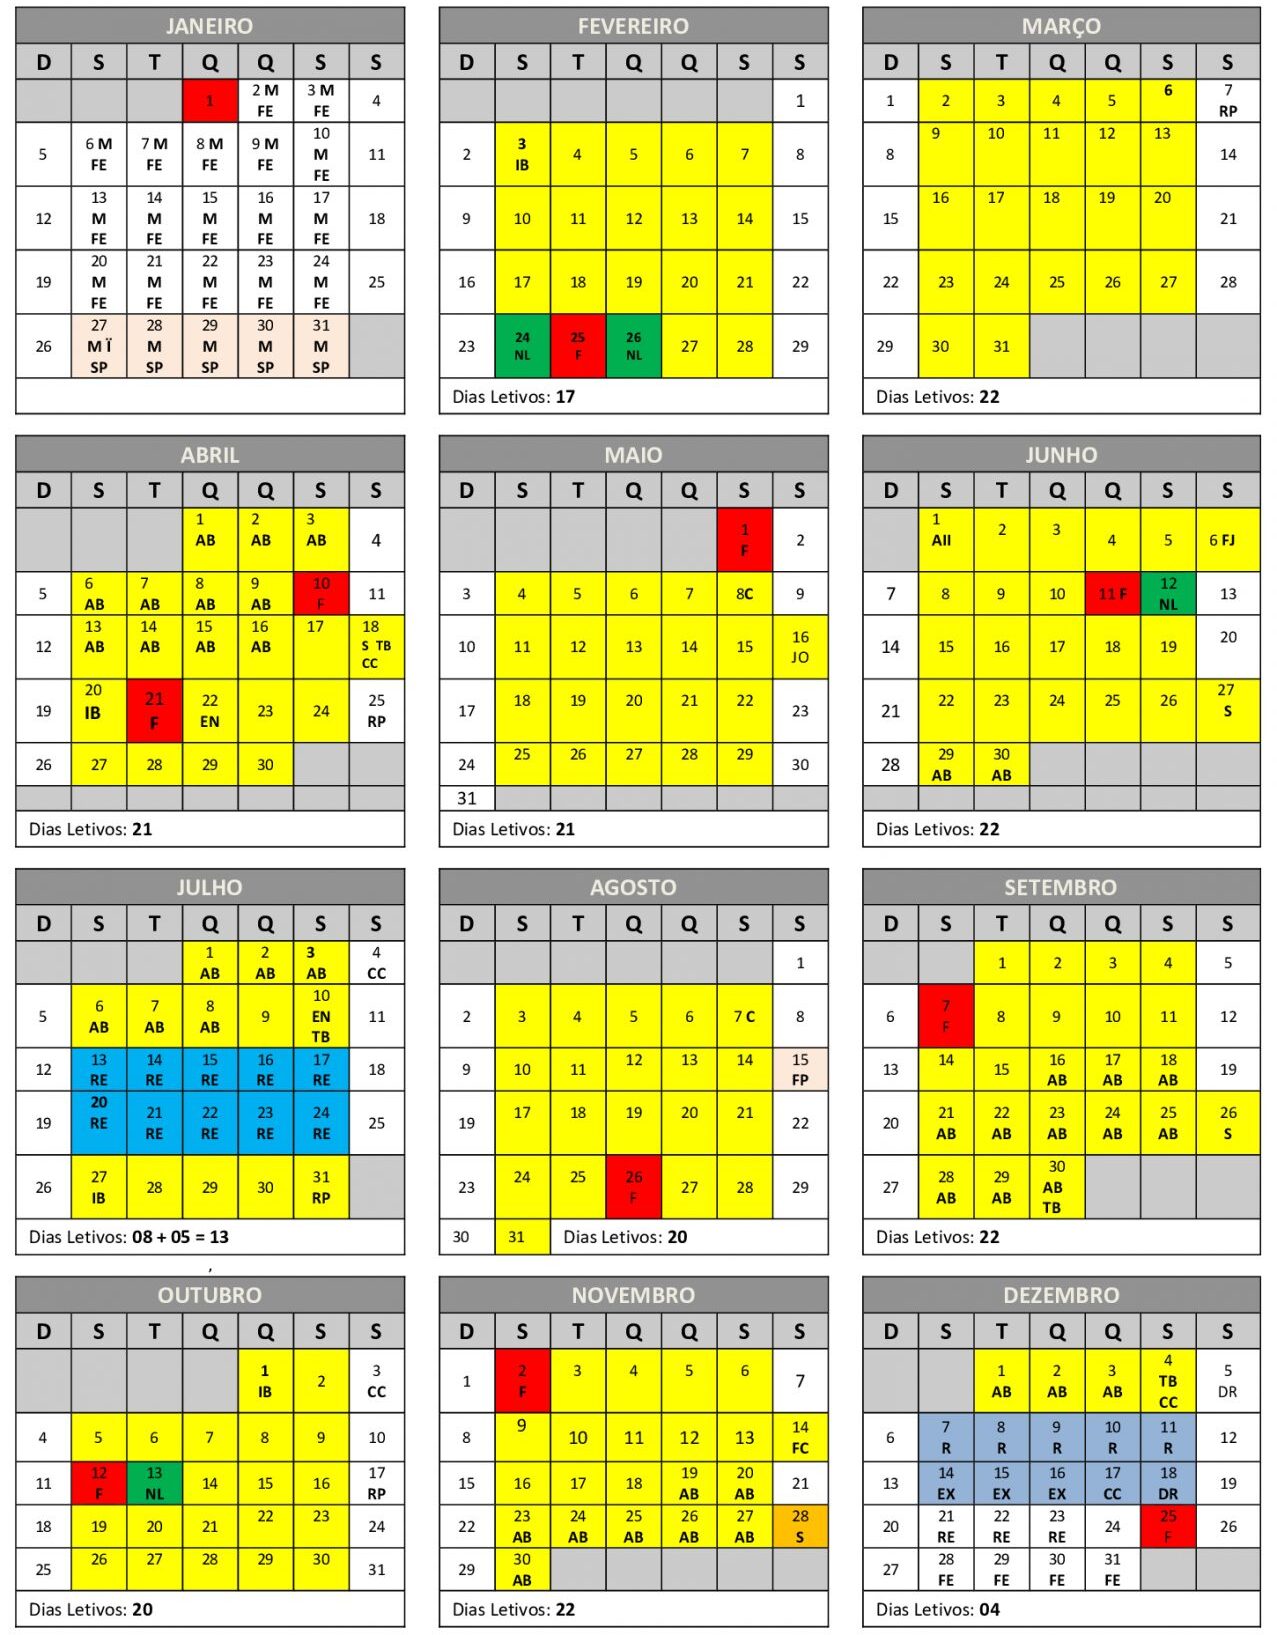 JANEIRO
D S T Q Q S S
1 2 M FE 3 M FE 4
5 6 M FE 7 M FE 8 M FE 9 M FE 10 M FE 11
12 13 M FE 14 M FE 15 M FE 16 M FE 17 M FE 18
19 20 M FE 21 M FE 22 M FE 23 M FE 24 M FE 25
26 27 M Ï SP 28 M SP 29 M SP 30 M SP 31 M SP
FEVEREIRO
D S T Q Q S S
1
2 3 IB 4 5 6 7 8
9 10 11 12 13 14 15
16 17 18 19 20 21 22
23 24 NL 25 F 26 NL 27 28 29
Dias Letivos: 17
MARÇO
D S T Q Q S S
1 2 3 4 5 6 7 RP
8 9 10 11 12 13 14
15 16 17 18 19 20 21
22 23 24 25 26 27 28
29 30 31
Dias Letivos: 22
ABRIL
D S T Q Q S S
1 AB 2 AB 3 AB 4
5 6 AB 7 AB 8 AB 9 AB 10 F 11
12 13 AB 14 AB 15 AB 16 AB 17 18 S TB CC
19 20 IB 21 F 22 EN 23 24 25 RP
26 27 28 29 30
Dias Letivos: 21
MAIO
D S T Q Q S S
1 F 2
3 4 5 6 7 8C 9
10 11 12 13 14 15 16 JO
17 18 19 20 21 22 23
24 25 26 27 28 29 30
31
Dias Letivos: 21
JUNHO
D S T Q Q S S
1 AII 2 3 4 5 6 FJ
7 8 9 10 11 F 12 NL 13
14 15 16 17 18 19 20
21 22 23 24 25 26 27 S
28 29 AB 30 AB
Dias Letivos: 22
JULHO
D S T Q Q S S
1 AB 2 AB 3 AB 4 CC
5 6 AB 7 AB 8 AB 9 10 EN TB 11
12 13 RE 14 RE 15 RE 16 RE 17 RE 18
19 20 RE 21 RE 22 RE 23 RE 24 RE 25
26 27 IB 28 29 30 31 RP
Dias Letivos: 08 + 05 = 13
AGOSTO
D S T Q Q S S
1
2 3 4 5 6 7 C 8
9 10 11 12 13 14 15 FP
19 17 18 19 20 21 22
23 24 25 26 F 27 28 29
30 31 Dias Letivos: 20
SETEMBRO
D S T Q Q S S
1 2 3 4 5
6 7 F 8 9 10 11 12
13 14 15 16 AB 17 AB 18 AB 19
20 21 AB 22 AB 23 AB 24 AB 25 AB 26 S
27 28 AB 29 AB 30 AB TB
Dias Letivos: 22
,
OUTUBRO
D S T Q Q S S
1 IB 2 3 CC
4 5 6 7 8 9 10
11 12 F 13 NL 14 15 16 17 RP
18 19 20 21 22 23 24
25 26 27 28 29 30 31
Dias Letivos: 20
NOVEMBRO
D S T Q Q S S
1 2 F 3 4 5 6 7
8 9 10 11 12 13 14 FC
15 16 17 18 19 AB 20 AB 21
22 23 AB 24 AB 25 AB 26 AB 27 AB 28 S
29 30 AB
Dias Letivos: 22
DEZEMBRO
D S T Q Q S S
1 AB 2 AB 3 AB 4 TB CC 5 DR
6 7 R 8 R 9 R 10 R 11 R 12
13 14 EX 15 EX 16 EX 17 CC 18 DR 19
20 21 RE 22 RE 23 RE 24 25 F 26
27 28 FE 29 FE 30 FE 31 FE
Dias Letivos: 04